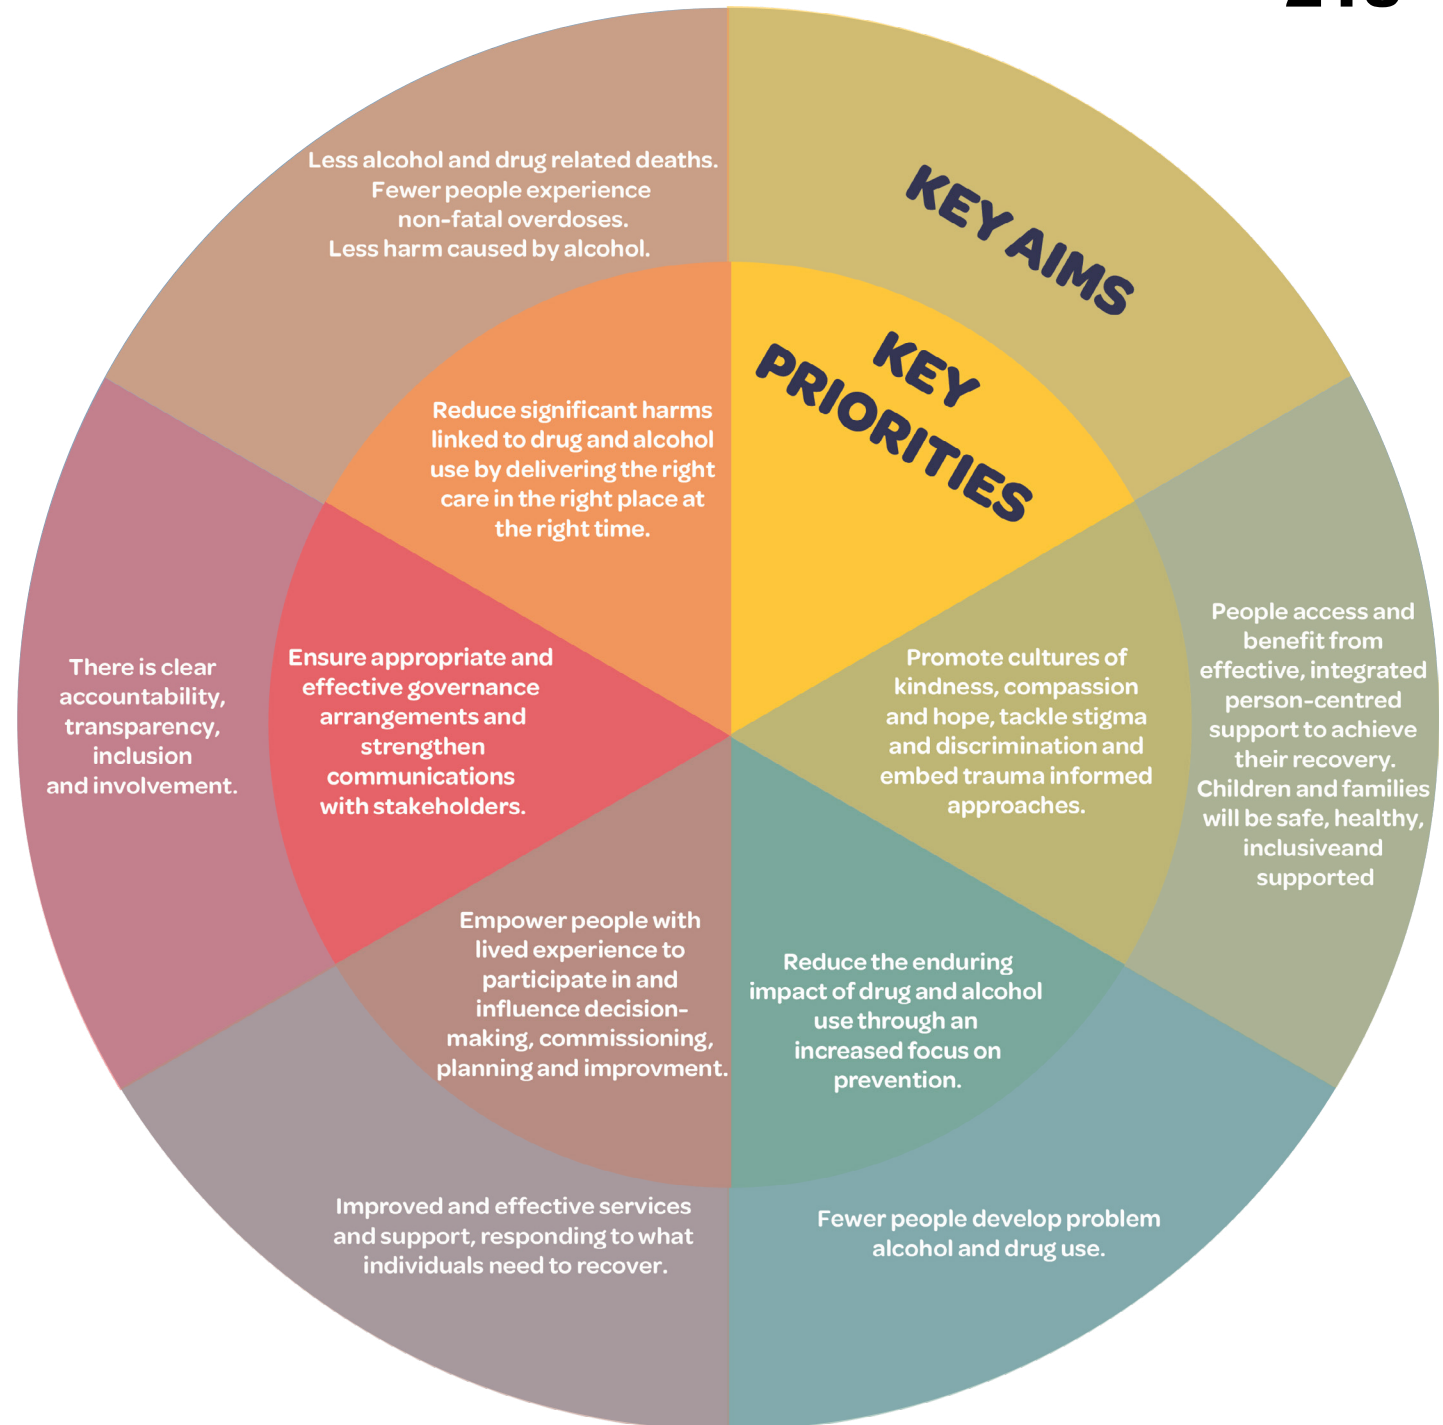 KEY AIMS
KEY
PRIORITIES
People access and
benefit from
effective, integrated
person-centred
support to achieve
their recovery.
Children and families
will be safe, healthy,
inclusiveand
supported
Promote cultures of
kindness, compassion
and hope, tackle stigma
and discrimination and
embed trauma informed
approaches.
Fewer people develop problem
alcohol and drug use.
Reduce the enduring
impact of drug and alcohol
use through an
increased focus on
prevention.
Improved and effective services
and support, responding to what
individuals need to recover.
Empower people with
lived experience to
participate in and
influence decision-
making, commissioning,
planning and improvment.
There is clear
accountability,
transparency,
inclusion
and involvement.
Ensure appropriate and
effective governance
arrangements and
strengthen
communications
with stakeholders.
Less alcohol and drug related deaths.
Fewer people experience
non-fatal overdoses.
Less harm caused by alcohol.
Reduce significant harms
linked to drug and alcohol
use by delivering the right
care in the right place at
the right time.